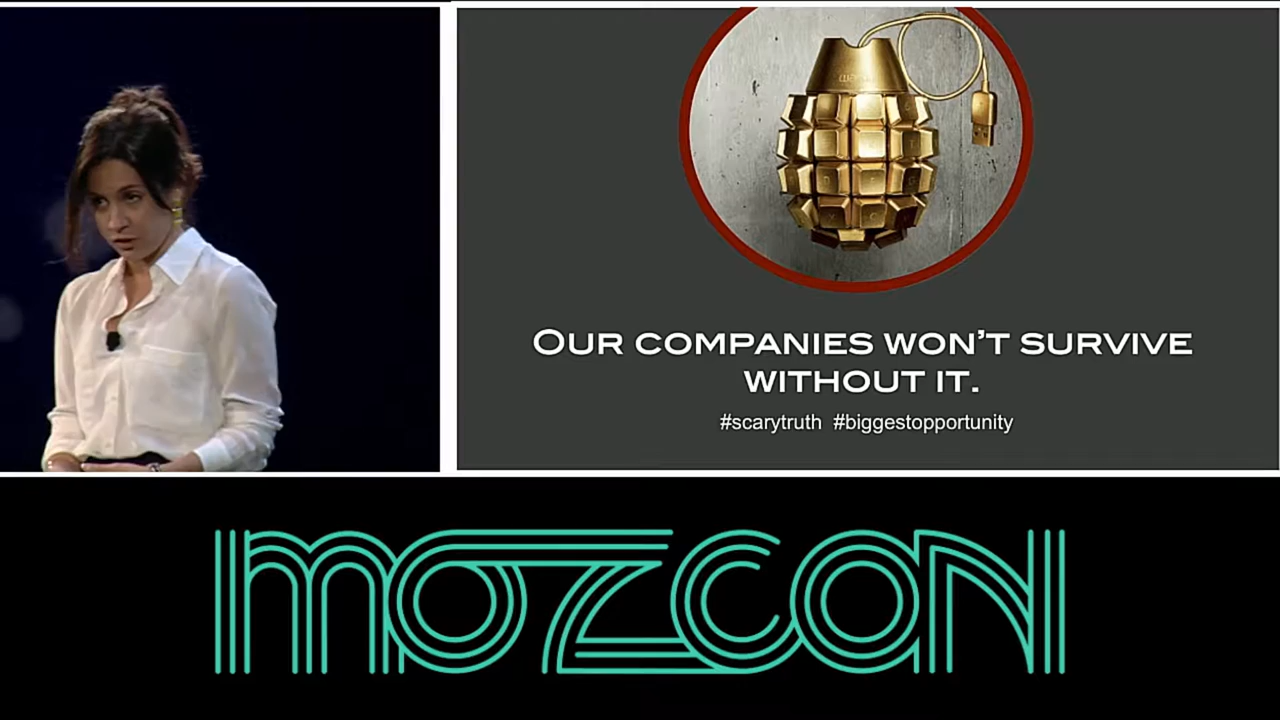 OUR COMPANIES WON'T SURVIVE
WITHOUT IT.
#scarytruth #biggestopportunity
mozcon